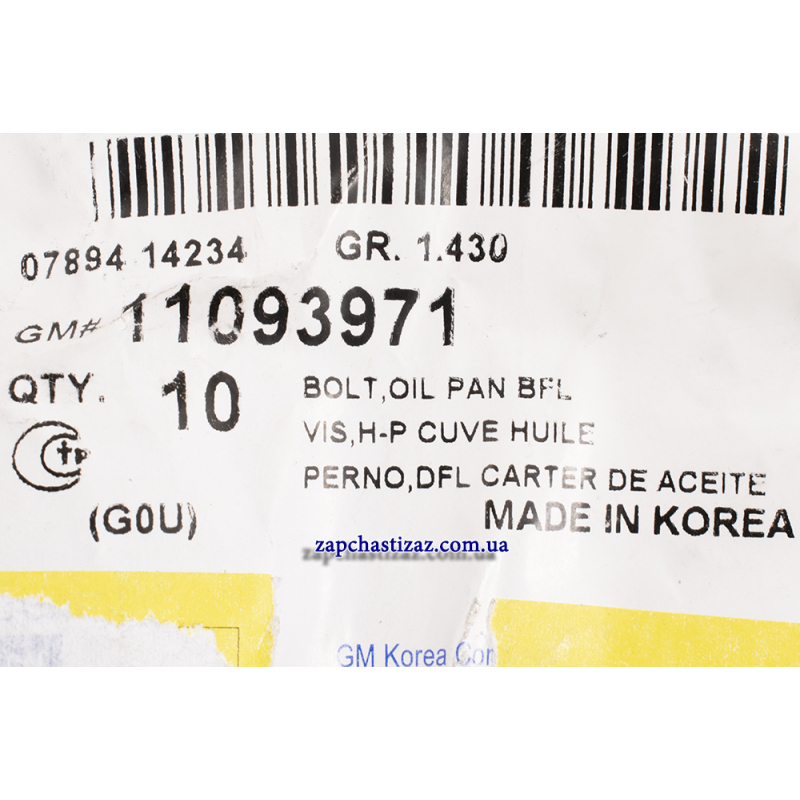 07894 14234 GR. 1.430
GM# 11093971
QTY. 10
BOLT,OIL PAN BFL
VIS,H-P CUVE HUILE
PERNO,DFL CARTER DE ACEITE
(G0U)
MADE IN KOREA
zapchastizaz.com.ua
GM Korea Cor